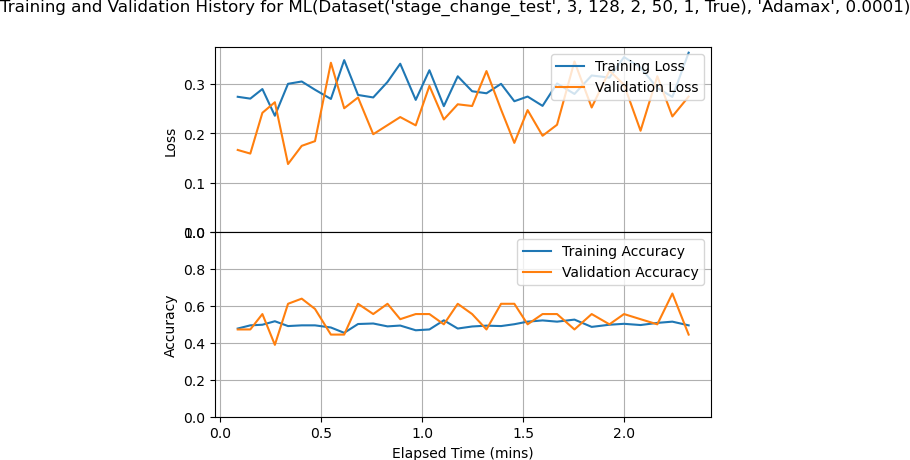 Training and Validation History for ML(Dataset('stage_change_test', 3, 128, 2, 50, 1, True), 'Adamax', 0.0001)
Training Loss
Validation Loss
0.3
0.2
0.1
0.0
Loss
1.0
Training Accuracy
Validation Accuracy
0.8
0.6
0.4
0.2
0.0
Accuracy
0.0 0.5 1.0 1.5 2.0
Elapsed Time (mins)